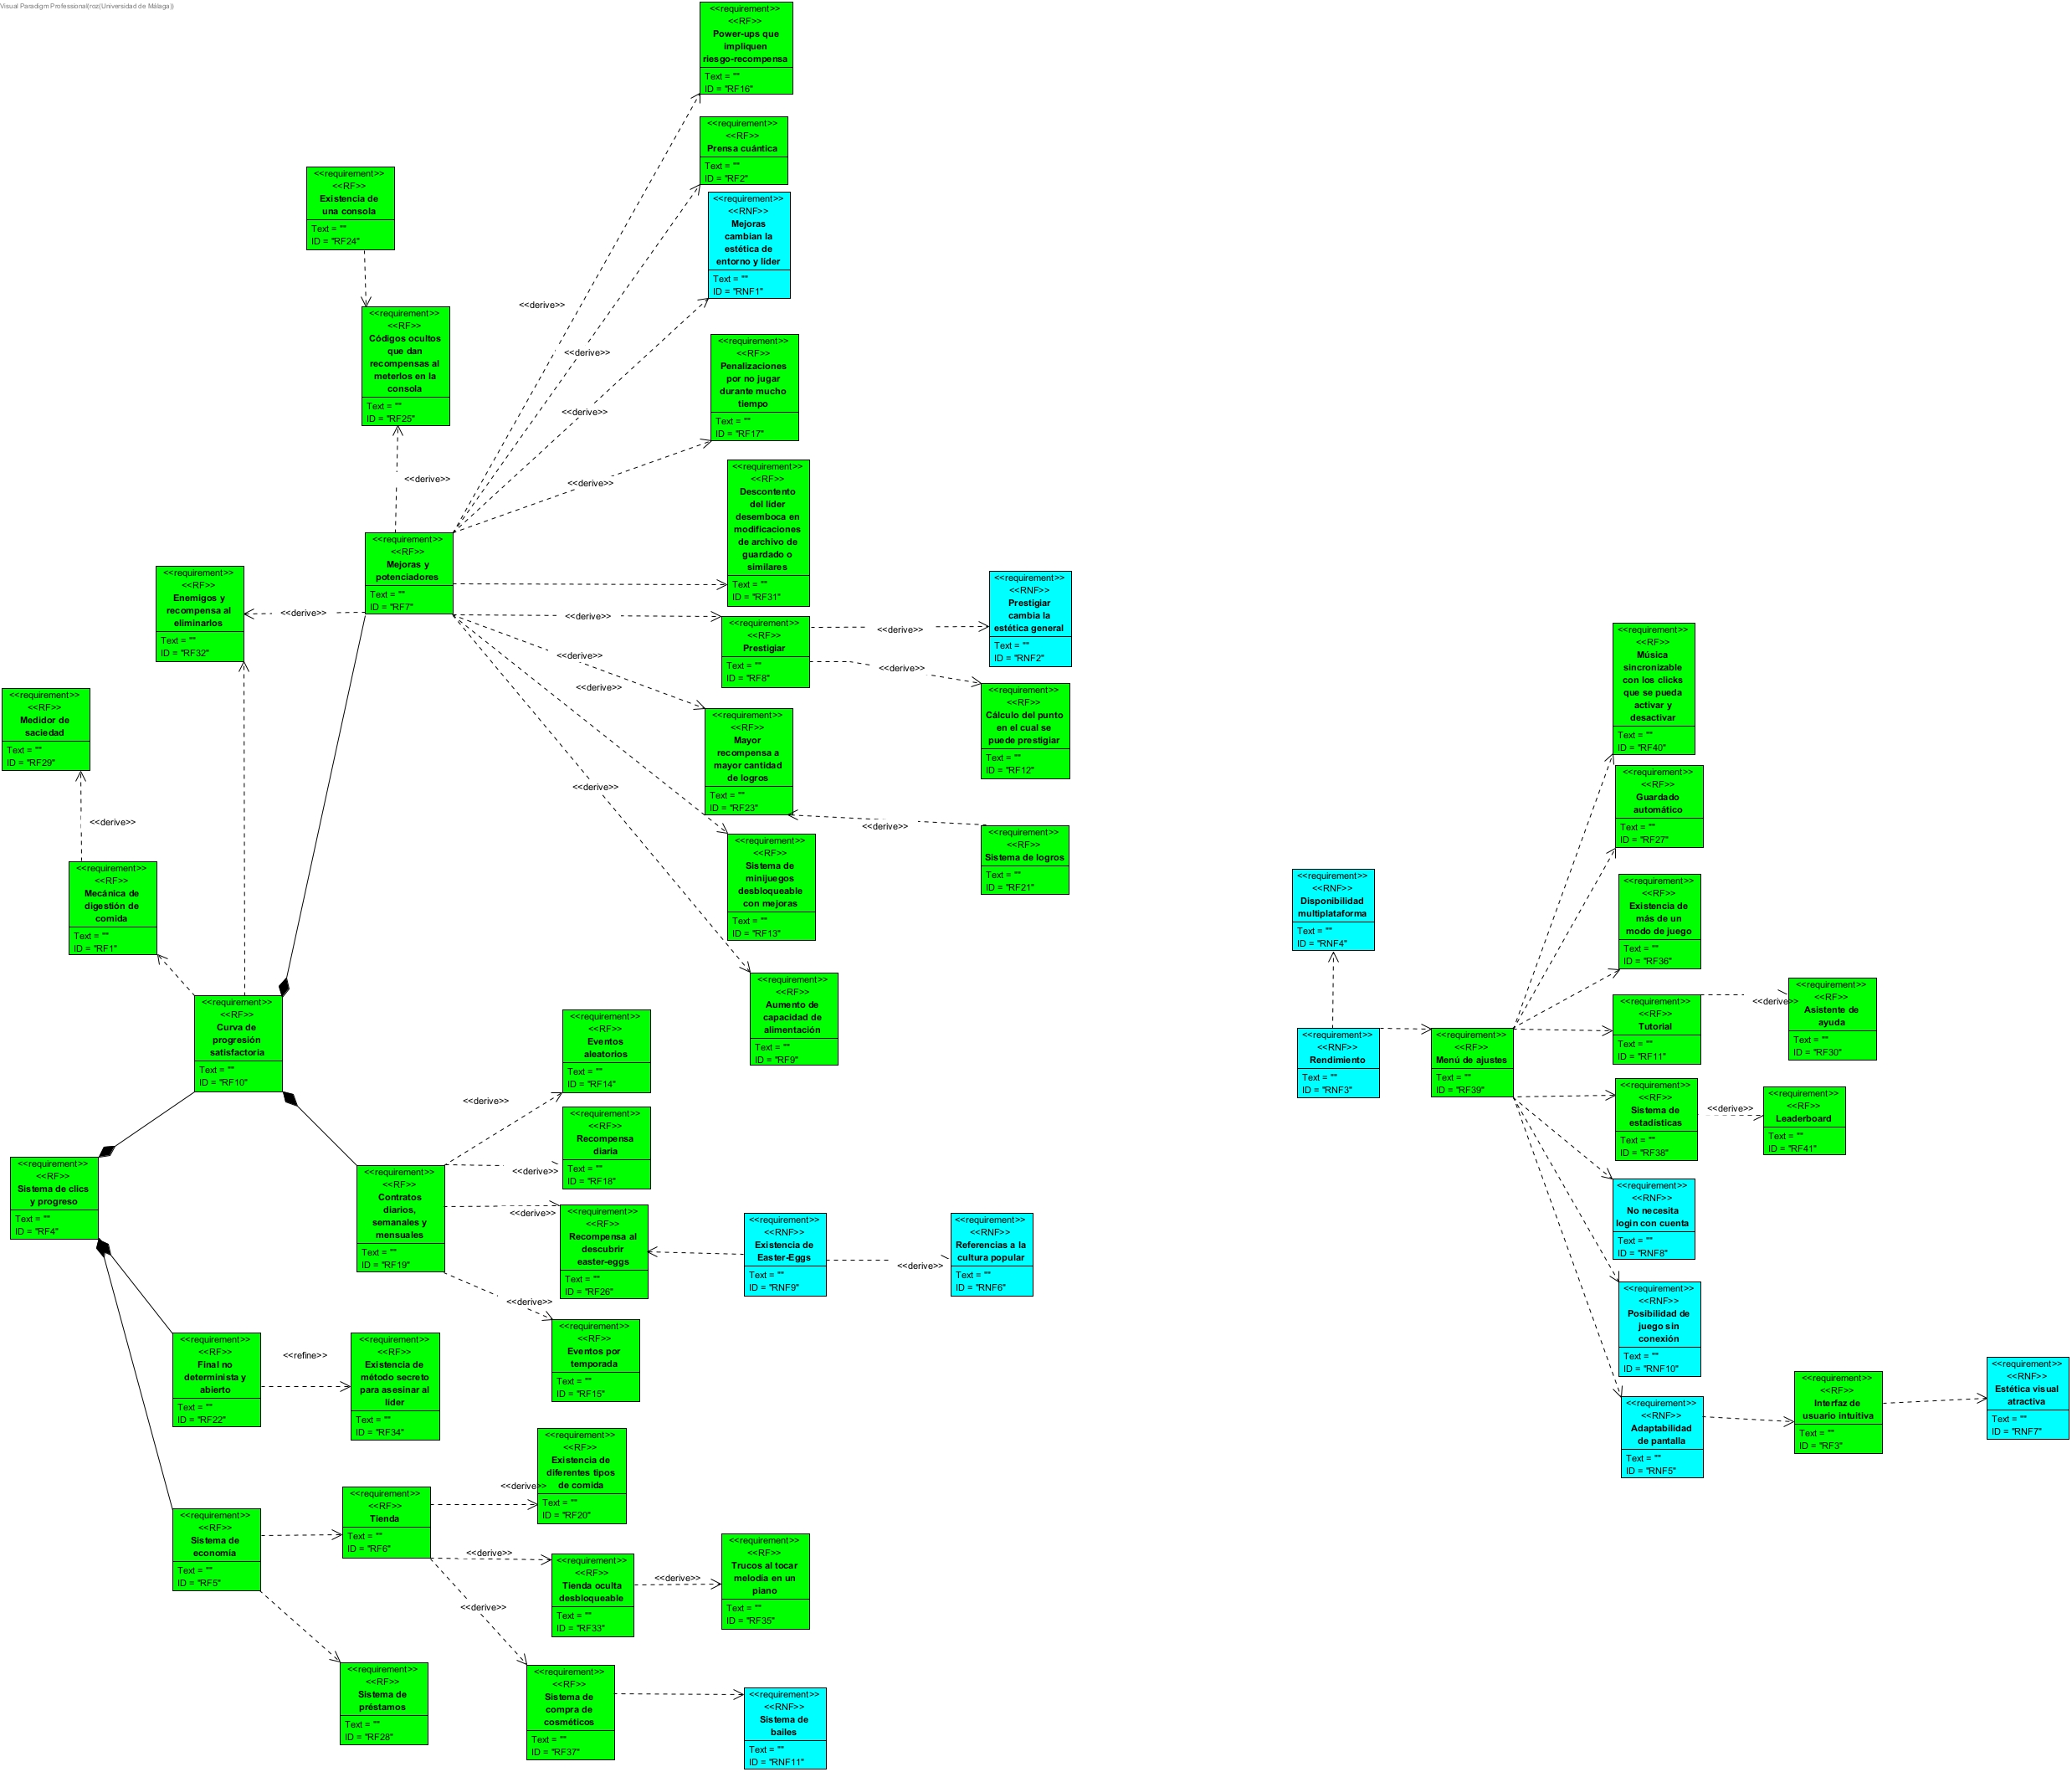 Visual Paradigm Professional(roz(Universidad de Málaga))
<<requirement>>
<<RF>>
Power-ups que
impliquen
riesgo-recompensa
Text = ""
ID = "RF16"
<<requirement>>
<<RF>>
Prensa cuántica
Text = ""
ID = "RF2"
<<requirement>>
<<RF>>
Existencia de
una consola
Text = ""
ID = "RF24"
<<requirement>>
<<RNF>>
Mejoras
cambian la
estética de
entorno y líder
Text = ""
ID = "RNF1"
<<derive>>
<<requirement>>
<<RF>>
Códigos ocultos
que dan
recompensas al
meterlos en la
consola
Text = ""
ID = "RF25"
<<derive>>
<<requirement>>
<<RF>>
Penalizaciones
por no jugar
durante mucho
tiempo
Text = ""
ID = "RF17"
<<derive>>
<<derive>>
<<derive>>
<<requirement>>
<<RF>>
Descontento
del líder
desemboca en
modificaciones
de archivo de
guardado o
similares
Text = ""
ID = "RF31"
<<requirement>>
<<RF>>
Mejoras y
potenciadores
Text = ""
ID = "RF7"
<<requirement>>
<<RF>>
Enemigos y
recompensa al
eliminarlos
Text = ""
ID = "RF32"
<<derive>>
<<derive>>
<<requirement>>
<<RF>>
Prestigiar
Text = ""
ID = "RF8"
<<derive>>
<<requirement>>
<<RNF>>
Prestigiar
cambia la
estética general
Text = ""
ID = "RNF2"
<<derive>>
<<requirement>>
<<RF>>
Cálculo del punto
en el cual se
puede prestigiar
Text = ""
ID = "RF12"
<<derive>>
<<derive>>
<<requirement>>
<<RF>>
Medidor de
saciedad
Text = ""
ID = "RF29"
<<derive>>
<<requirement>>
<<RF>>
Mayor
recompensa a
mayor cantidad
de logros
Text = ""
ID = "RF23"
<<derive>>
<<derive>>
<<requirement>>
<<RF>>
Sistema de logros
Text = ""
ID = "RF21"
<<requirement>>
<<RF>>
Sistema de
minijuegos
desbloqueable
con mejoras
Text = ""
ID = "RF13"
<<requirement>>
<<RF>>
Mecánica de
digestión de
comida
Text = ""
ID = "RF1"
<<requirement>>
<<RF>>
Aumento de
capacidad de
alimentación
Text = ""
ID = "RF9"
<<requirement>>
<<RF>>
Curva de
progresión
satisfactoria
Text = ""
ID = "RF10"
<<requirement>>
<<RF>>
Eventos
aleatorios
Text = ""
ID = "RF14"
<<derive>>
<<requirement>>
<<RF>>
Recompensa
diaria
Text = ""
ID = "RF18"
<<derive>>
<<requirement>>
<<RF>>
Sistema de clics
y progreso
Text = ""
ID = "RF4"
<<requirement>>
<<RF>>
Contratos
diarios,
semanales y
mensuales
Text = ""
ID = "RF19"
<<derive>>
<<requirement>>
<<RF>>
Recompensa al
descubrir
easter-eggs
Text = ""
ID = "RF26"
<<requirement>>
<<RNF>>
Existencia de
Easter-Eggs
Text = ""
ID = "RNF9"
<<derive>>
<<requirement>>
<<RNF>>
Referencias a la
cultura popular
Text = ""
ID = "RNF6"
<<derive>>
<<requirement>>
<<RF>>
Eventos por
temporada
Text = ""
ID = "RF15"
<<requirement>>
<<RF>>
Final no
determinista y
abierto
Text = ""
ID = "RF22"
<<refine>>
<<requirement>>
<<RF>>
Existencia de
método secreto
para asesinar al
líder
Text = ""
ID = "RF34"
<<requirement>>
<<RF>>
Existencia de
diferentes tipos
de comida
Text = ""
ID = "RF20"
<<derive>>
<<requirement>>
<<RF>>
Tienda
Text = ""
ID = "RF6"
<<requirement>>
<<RF>>
Sistema de
economía
Text = ""
ID = "RF5"
<<derive>>
<<requirement>>
<<RF>>
Tienda oculta
desbloqueable
Text = ""
ID = "RF33"
<<derive>>
<<requirement>>
<<RF>>
Trucos al tocar
melodía en un
piano
Text = ""
ID = "RF35"
<<derive>>
<<requirement>>
<<RF>>
Sistema de
préstamos
Text = ""
ID = "RF28"
<<requirement>>
<<RF>>
Sistema de
compra de
cosméticos
Text = ""
ID = "RF37"
<<requirement>>
<<RNF>>
Sistema de
bailes
Text = ""
ID = "RNF11"
<<requirement>>
<<RF>>
Música
sincronizable
con los clicks
que se pueda
activar y
desactivar
Text = ""
ID = "RF40"
<<requirement>>
<<RF>>
Guardado
automático
Text = ""
ID = "RF27"
<<requirement>>
<<RNF>>
Disponibilidad
multiplataforma
Text = ""
ID = "RNF4"
<<requirement>>
<<RF>>
Existencia de
más de un
modo de juego
Text = ""
ID = "RF36"
<<requirement>>
<<RNF>>
Rendimiento
Text = ""
ID = "RNF3"
<<requirement>>
<<RF>>
Menú de ajustes
Text = ""
ID = "RF39"
<<requirement>>
<<RF>>
Tutorial
Text = ""
ID = "RF11"
<<derive>>
<<requirement>>
<<RF>>
Asistente de
ayuda
Text = ""
ID = "RF30"
<<requirement>>
<<RF>>
Sistema de
estadísticas
Text = ""
ID = "RF38"
<<derive>>
<<requirement>>
<<RF>>
Leaderboard
Text = ""
ID = "RF41"
<<requirement>>
<<RNF>>
No necesita
login con cuenta
Text = ""
ID = "RNF8"
<<requirement>>
<<RNF>>
Posibilidad de
juego sin
conexión
Text = ""
ID = "RNF10"
<<requirement>>
<<RNF>>
Adaptabilidad
de pantalla
Text = ""
ID = "RNF5"
<<requirement>>
<<RF>>
Interfaz de
usuario intuitiva
Text = ""
ID = "RF3"
<<requirement>>
<<RNF>>
Estética visual
atractiva
Text = ""
ID = "RNF7"